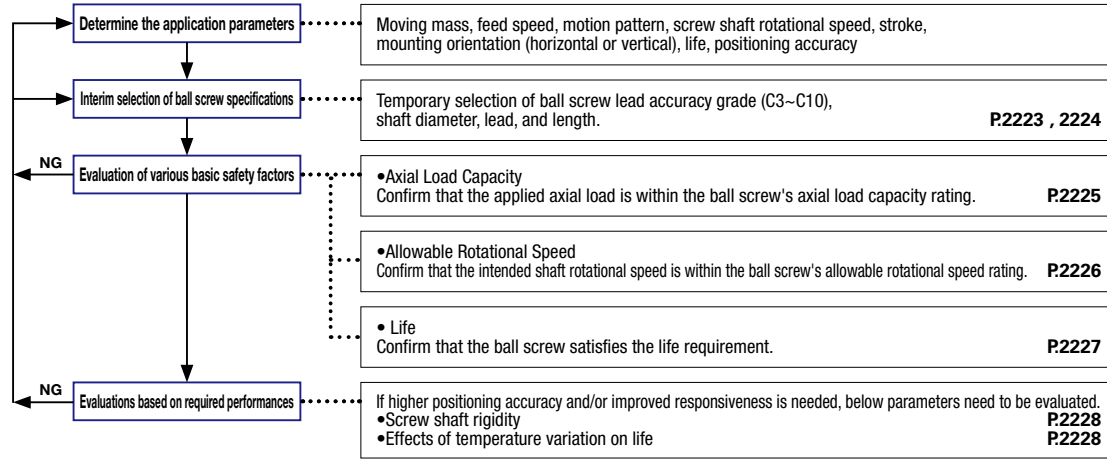 Determine the application parameters
Moving mass, feed speed, motion pattern, screw shaft rotational speed, stroke,
mounting orientation (horizontal or vertical), life, positioning accuracy
Interim selection of ball screw specifications
Temporary selection of ball screw lead accuracy grade (C3~C10),
shaft diameter, lead, and length. P.2223 , 2224
NG
Evaluation of various basic safety factors
•Axial Load Capacity
Confirm that the applied axial load is within the ball screw's axial load capacity rating. P.2225
•Allowable Rotational Speed
Confirm that the intended shaft rotational speed is within the ball screw's allowable rotational speed rating. P.2226
• Life
Confirm that the ball screw satisfies the life requirement. P.2227
NG
Evaluations based on required performances
If higher positioning accuracy and/or improved responsiveness is needed, below parameters need to be evaluated.
•Screw shaft rigidity P.2228
•Effects of temperature variation on life P.2228